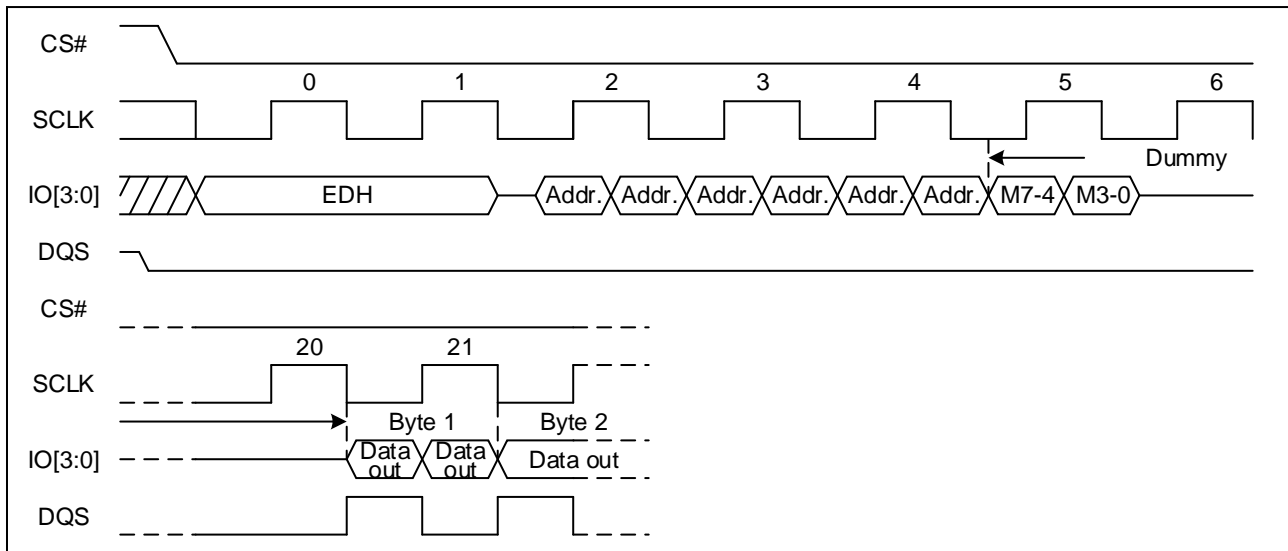 CS#
0 1 2 3 4 5 6
SCLK
Dummy
IO[3:0] EDH Addr. Addr. Addr. Addr. Addr. Addr. M7-4 M3-0
DQS
CS#
20 21
SCLK
Byte 1 Byte 2
IO[3:0] Data out Data out Data out
DQS